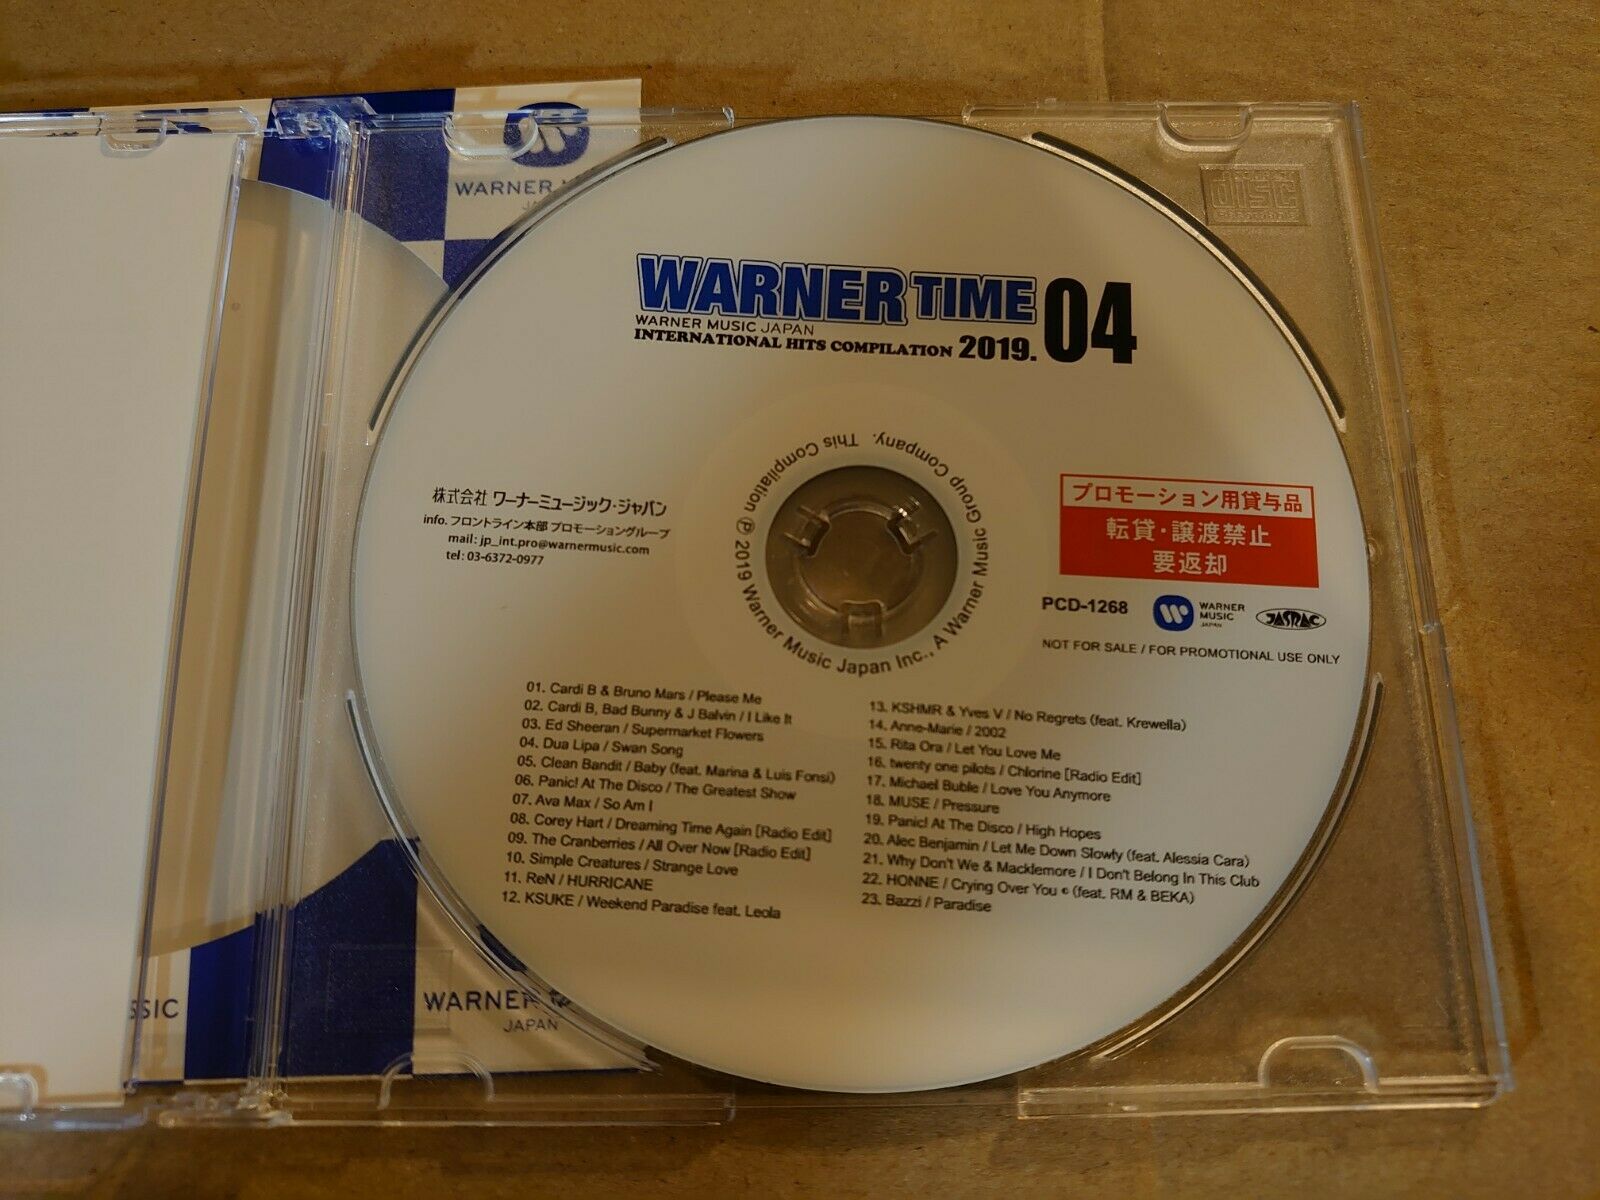 WARNER
WARNER TIME 04
WARNER MUSIC JAPAN
INTERNATIONAL HITS COMPILATION 2019.
株式会社 ワーナーミュージック・ジャパン
info. フロントライン本部 プロモーショングループ
mail: jp_int.pro@warnermusic.com
tel: 03-6372-0977
This Compilation Ⓟ 2019 Warner Music Japan Inc., A Warner Music Group Company.
プロモーション用貸与品
転貸・譲渡禁止
要返却
PCD-1268
WARNER
MUSIC
JAPAN
JASRAC
NOT FOR SALE / FOR PROMOTIONAL USE ONLY
01. Cardi B & Bruno Mars / Please Me
02. Cardi B, Bad Bunny & J Balvin / I Like It
03. Ed Sheeran / Supermarket Flowers
04. Dua Lipa / Swan Song
05. Clean Bandit / Baby (feat. Marina & Luis Fonsi)
06. Panic! At The Disco / The Greatest Show
07. Ava Max / So Am I
08. Corey Hart / Dreaming Time Again [Radio Edit]
09. The Cranberries / All Over Now [Radio Edit]
10. Simple Creatures / Strange Love
11. ReN / HURRICANE
12. KSUKE / Weekend Paradise feat. Leola
13. KSHMR & Yves V / No Regrets (feat. Krewella)
14. Anne-Marie / 2002
15. Rita Ora / Let You Love Me
16. twenty one pilots / Chlorine [Radio Edit]
17. Michael Buble / Love You Anymore
18. MUSE / Pressure
19. Panic! At The Disco / High Hopes
20. Alec Benjamin / Let Me Down Slowly (feat. Alessia Cara)
21. Why Don't We & Macklemore / I Don't Belong In This Club
22. HONNE / Crying Over You (feat. RM & BEKA)
23. Bazzi / Paradise
SSIC
WARNER
JAPAN
DISC